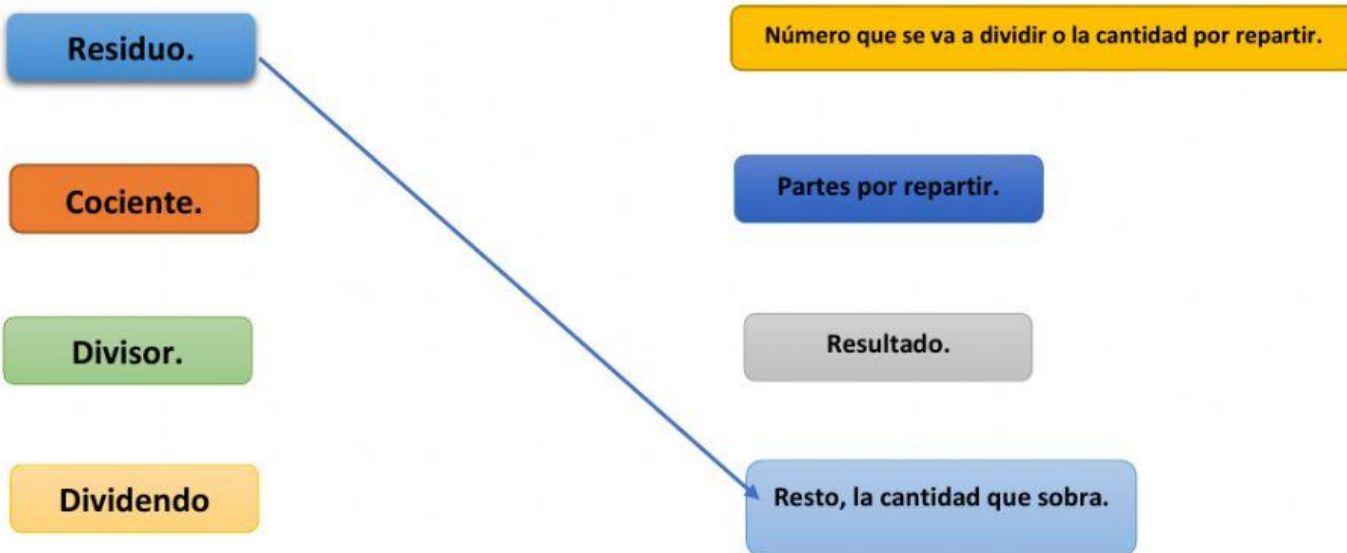 Residuo.
Número que se va a dividir o la cantidad por repartir.
Cociente.
Partes por repartir.
Divisor.
Resultado.
Dividendo
Resto, la cantidad que sobra.